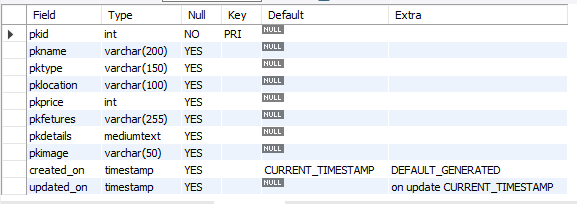 Field Type Null Key Default Extra
pkid int NO PRI NULL
pkname varchar(200) YES NULL
pktype varchar(150) YES NULL
pklocation varchar(100) YES NULL
pkprice int YES NULL
pkfetures varchar(255) YES NULL
pkdetails mediumtext YES NULL
pkimage varchar(50) YES NULL
created_on timestamp YES CURRENT_TIMESTAMP DEFAULT_GENERATED
updated_on timestamp YES NULL on update CURRENT_TIMESTAMP